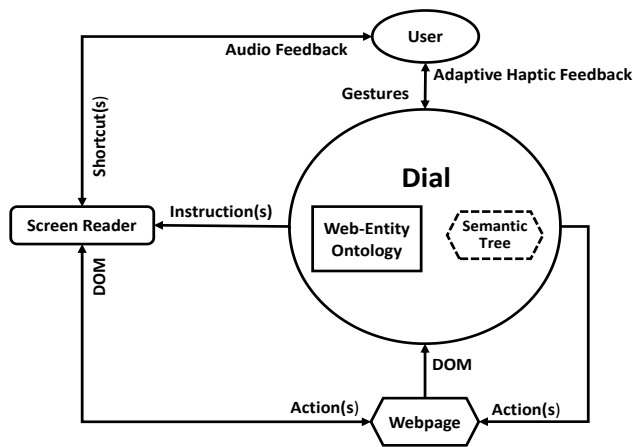 User
Audio Feedback
Adaptive Haptic Feedback
Gestures
Shortcut(s)
Dial
Instruction(s)
Screen Reader
Web-Entity
Ontology
Semantic
Tree
DOM
DOM
Action(s)
Webpage
Action(s)